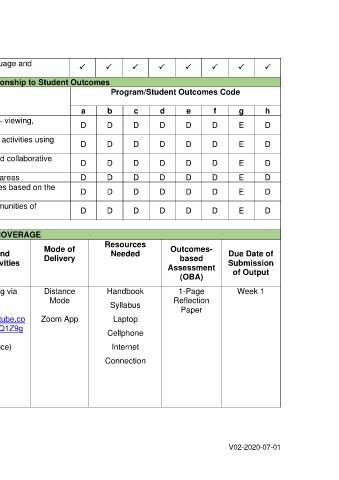 uage and ✓ ✓ ✓ ✓ ✓ ✓ ✓ ✓
onship to Student Outcomes
Program/Student Outcomes Code
a b c d e f g h
- viewing, D D D D D D E D
activities using D D D D D D E D
d collaborative D D D D D D E D
areas D D D D D D E D
es based on the D D D D D D E D
munities of D D D D D D E D
OVERAGE
nd
vities
Mode of
Delivery
Resources
Needed
Outcomes-
based
Assessment
(OBA)
Due Date of
Submission
of Output
g via
tube.co
Q1Z9g
ce)
Distance
Mode
Zoom App
Handbook
Syllabus
Laptop
Cellphone
Internet
Connection
1-Page
Reflection
Paper
Week 1
V02-2020-07-01